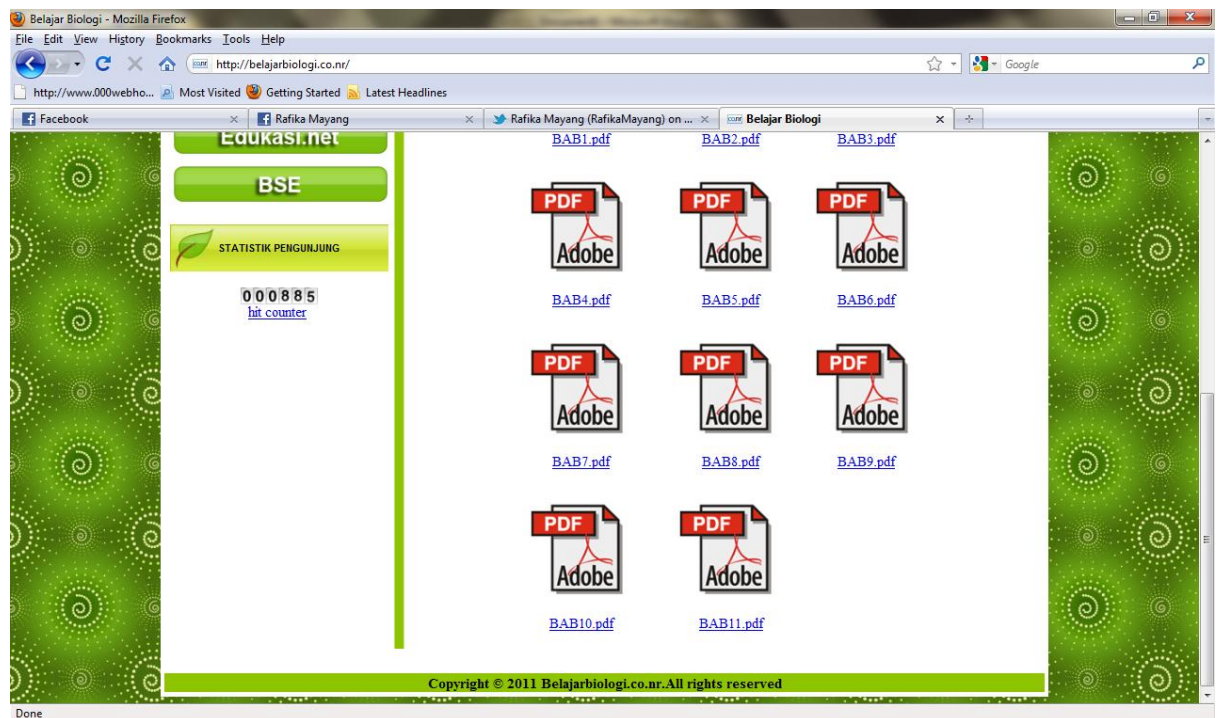 Belajar Biologi - Mozilla Firefox
File Edit View History Bookmarks Tools Help
http://belajarbiologi.co.nr/
Google
http://www.000webho... Most Visited Getting Started Latest Headlines
Facebook Rafika Mayang Rafika Mayang (RafikaMayang) on ... Belajar Biologi
Edukasi.net
BSE
STATISTIK PENGUNJUNG
000885
hit counter
BAB1.pdf BAB2.pdf BAB3.pdf
PDF PDF PDF
Adobe Adobe Adobe
BAB4.pdf BAB5.pdf BAB6.pdf
PDF PDF PDF
Adobe Adobe Adobe
BAB7.pdf BAB8.pdf BAB9.pdf
PDF PDF
Adobe Adobe
BAB10.pdf BAB11.pdf
Copyright © 2011 Belajarbiologi.co.nr.All rights reserved
Done